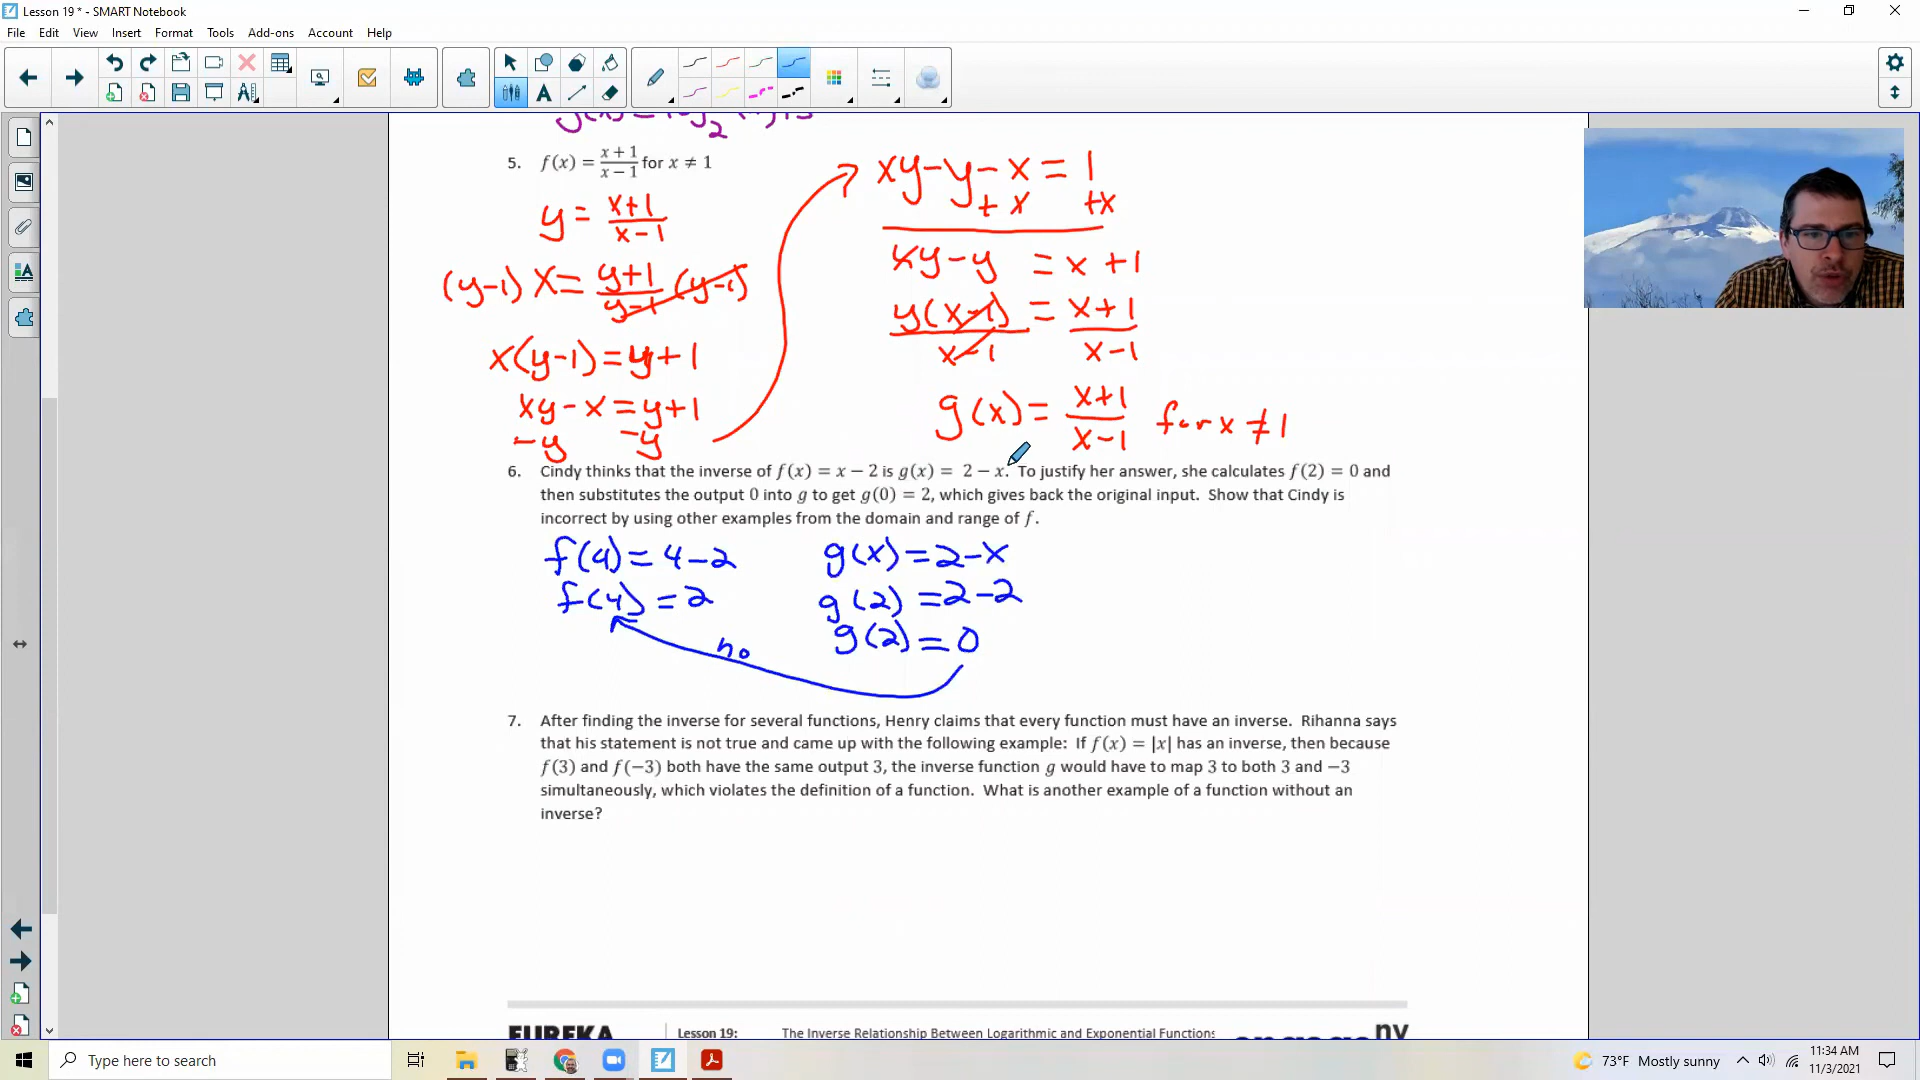 Lesson 19 * - SMART Notebook
File Edit View Insert Format Tools Add-ons Account Help
5. f(x) = x + 1 / x − 1 for x ≠ 1
y = x+1 / x-1
(y-1) x = y+1 / y-1 (y-1)
x(y-1) = y+1
xy - x = y+1
-y -y
xy - y - x = 1
+ x +x
xy - y = x + 1
y(x-1) = x+1
x-1 x-1
g(x) = x+1 / x-1 for x ≠ 1
6. Cindy thinks that the inverse of f(x) = x − 2 is g(x) = 2 − x. To justify her answer, she calculates f(2) = 0 and
then substitutes the output 0 into g to get g(0) = 2, which gives back the original input. Show that Cindy is
incorrect by using other examples from the domain and range of f.
f(4) = 4-2
f(4) = 2
g(x) = 2-x
g(2) = 2-2
g(2) = 0
no
7. After finding the inverse for several functions, Henry claims that every function must have an inverse. Rihanna says
that his statement is not true and came up with the following example: If f(x) = |x| has an inverse, then because
f(3) and f(−3) both have the same output 3, the inverse function g would have to map 3 to both 3 and −3
simultaneously, which violates the definition of a function. What is another example of a function without an
inverse?
EUREKA
Lesson 19: The Inverse Relationship Between Logarithmic and Exponential Functions
ny
Type here to search
73°F Mostly sunny
11:34 AM
11/3/2021